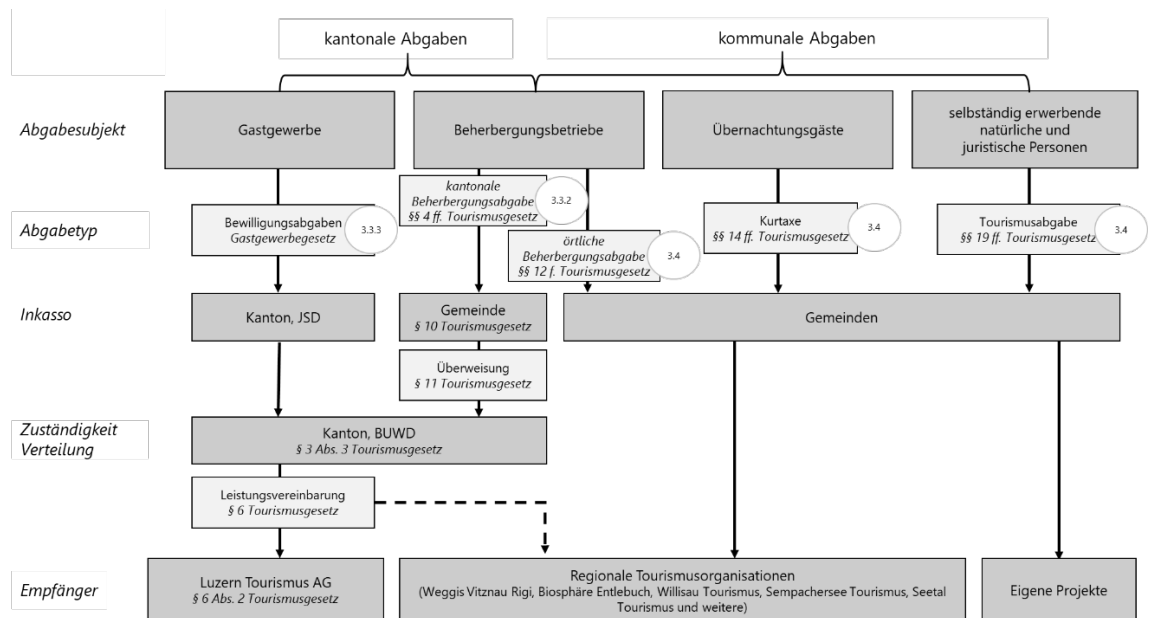 kantonale Abgaben
kommunale Abgaben
Abgabesubjekt
Gastgewerbe
Beherbergungsbetriebe
Übernachtungsgäste
selbständig erwerbende
natürliche und
juristische Personen
Abgabetyp
Bewilligungsabgaben
Gastgewerbegesetz
3.3.3
kantonale
Beherbergungsabgabe
§§ 4 ff. Tourismusgesetz
3.3.2
örtliche
Beherbergungsabgabe
§§ 12 f. Tourismusgesetz
3.4
Kurtaxe
§§ 14 ff. Tourismusgesetz
3.4
Tourismusabgabe
§§ 19 ff. Tourismusgesetz
3.4
Inkasso
Kanton, JSD
Gemeinde
§ 10 Tourismusgesetz
Gemeinden
Überweisung
§ 11 Tourismusgesetz
Zuständigkeit
Verteilung
Kanton, BUWD
§ 3 Abs. 3 Tourismusgesetz
Leistungsvereinbarung
§ 6 Tourismusgesetz
Empfänger
Luzern Tourismus AG
§ 6 Abs. 2 Tourismusgesetz
Regionale Tourismusorganisationen
(Weggis Vitznau Rigi, Biosphäre Entlebuch, Willisau Tourismus, Sempachersee Tourismus, Seetal
Tourismus und weitere)
Eigene Projekte